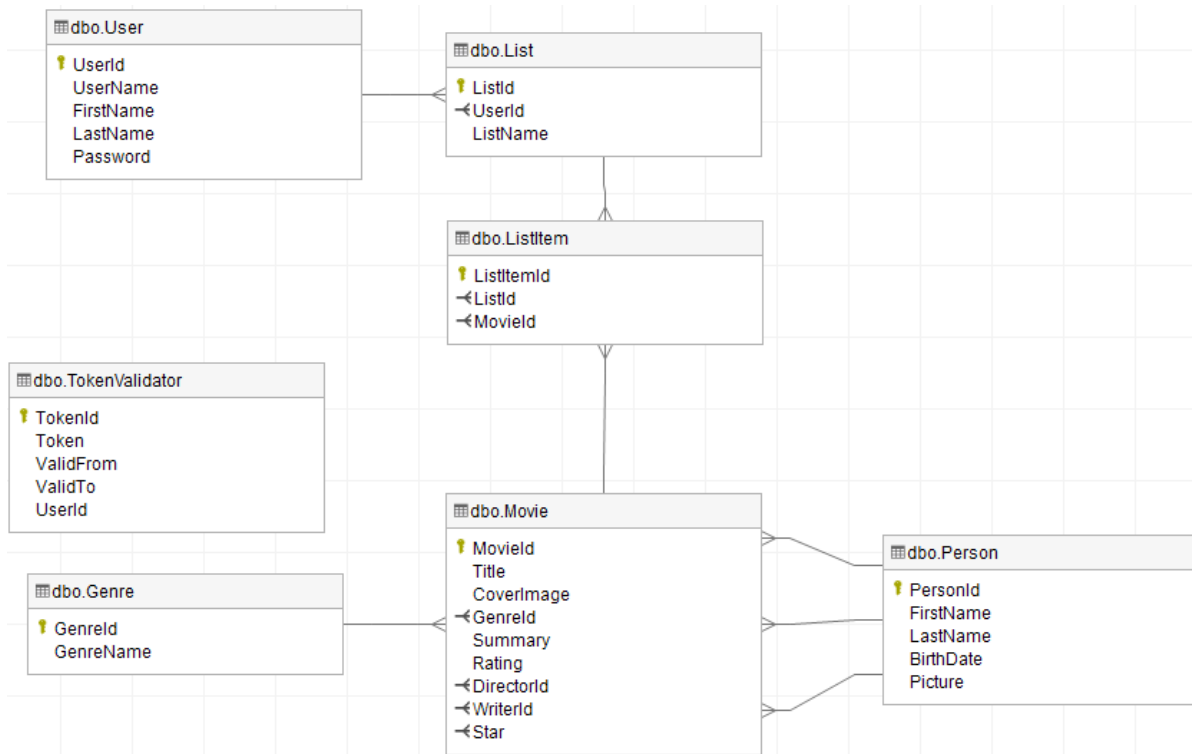 dbo.User
UserId
UserName
FirstName
LastName
Password
dbo.List
ListId
UserId
ListName
dbo.ListItem
ListItemId
ListId
MovieId
dbo.TokenValidator
TokenId
Token
ValidFrom
ValidTo
UserId
dbo.Genre
GenreId
GenreName
dbo.Movie
MovieId
Title
CoverImage
GenreId
Summary
Rating
DirectorId
WriterId
Star
dbo.Person
PersonId
FirstName
LastName
BirthDate
Picture